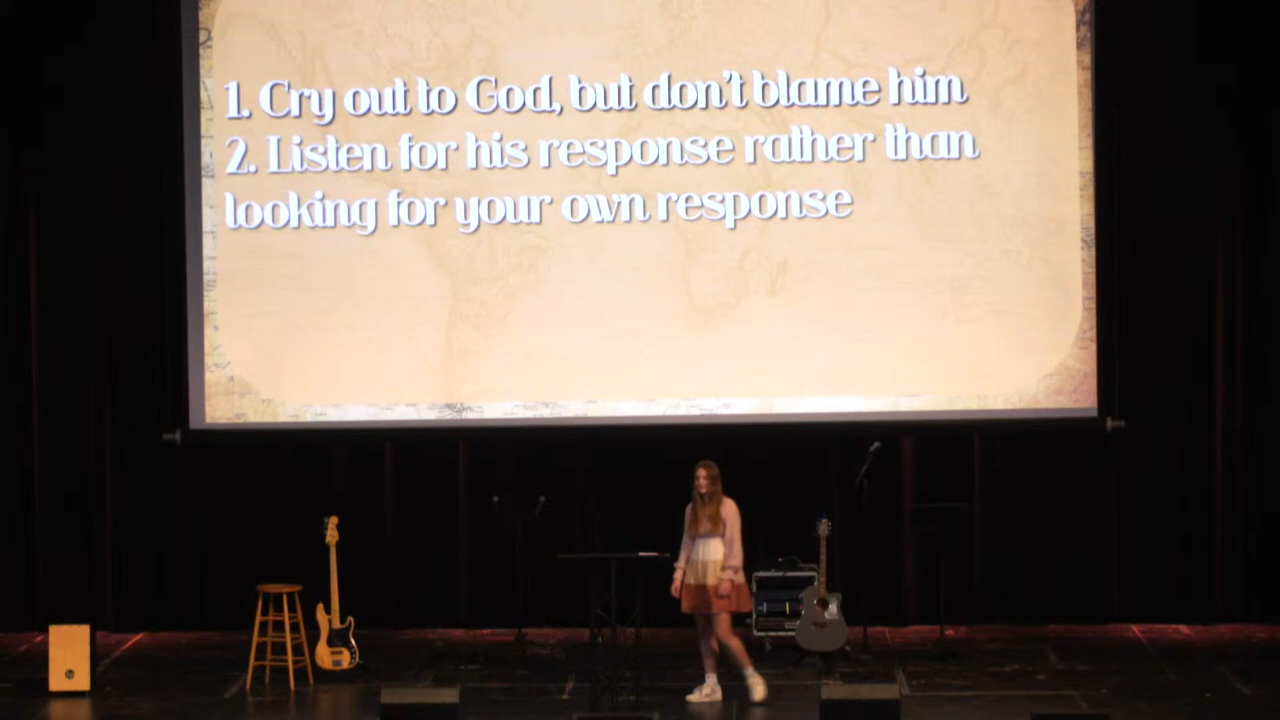 1. Cry out to God, but don't blame him
2. Listen for his response rather than
looking for your own response